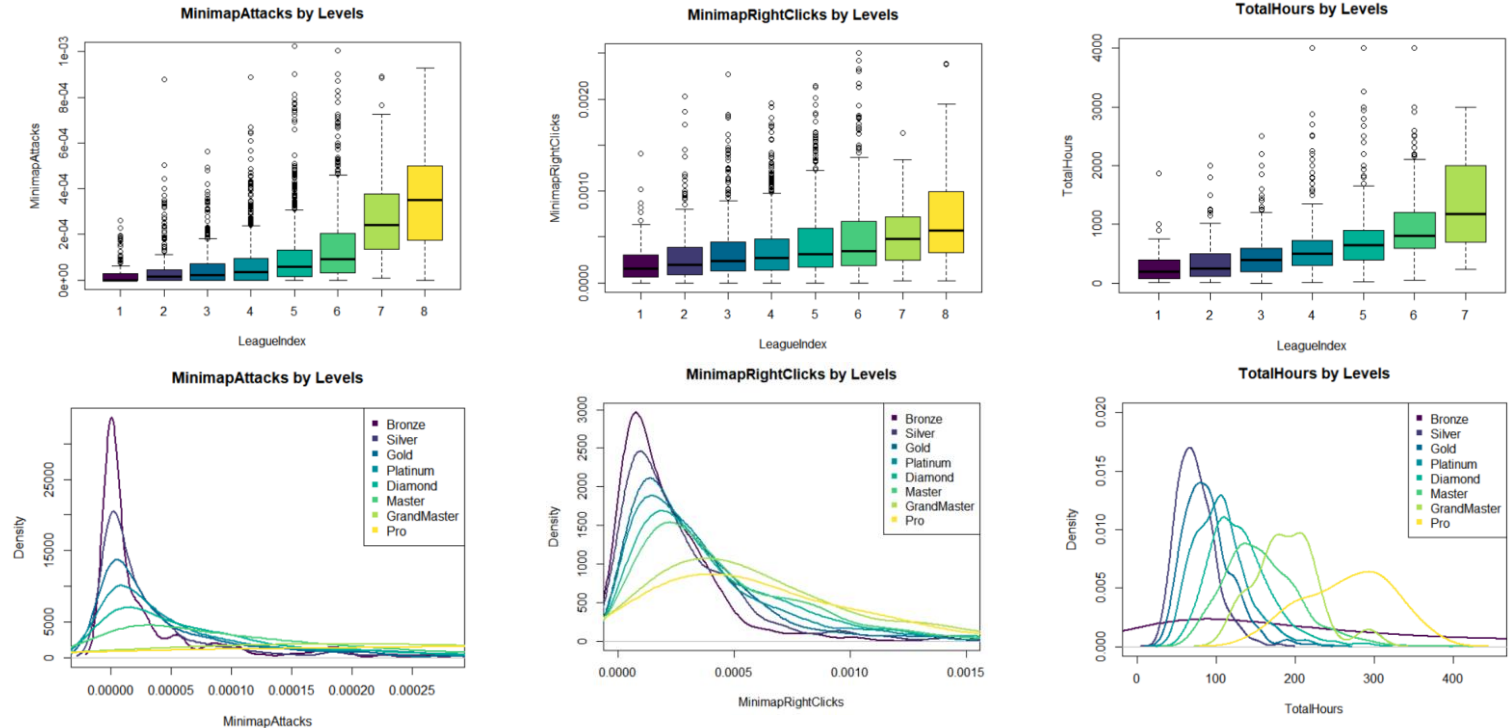 MinimapAttacks by Levels
MinimapAttacks
0e+00 2e-04 4e-04 6e-04 8e-04 1e-03
1 2 3 4 5 6 7 8
LeagueIndex
MinimapRightClicks by Levels
MinimapRightClicks
0.0000 0.0010 0.0020
1 2 3 4 5 6 7 8
LeagueIndex
TotalHours by Levels
TotalHours
0 1000 2000 3000 4000
1 2 3 4 5 6 7
LeagueIndex
MinimapAttacks by Levels
Density
0 5000 15000 25000
Bronze
Silver
Gold
Platinum
Diamond
Master
GrandMaster
Pro
0.00000 0.00005 0.00010 0.00015 0.00020 0.00025
MinimapAttacks
MinimapRightClicks by Levels
Density
0 500 1000 1500 2000 2500 3000
Bronze
Silver
Gold
Platinum
Diamond
Master
GrandMaster
Pro
0.0000 0.0005 0.0010 0.0015
MinimapRightClicks
TotalHours by Levels
Density
0.000 0.005 0.010 0.015 0.020
Bronze
Silver
Gold
Platinum
Diamond
Master
GrandMaster
Pro
0 100 200 300 400
TotalHours